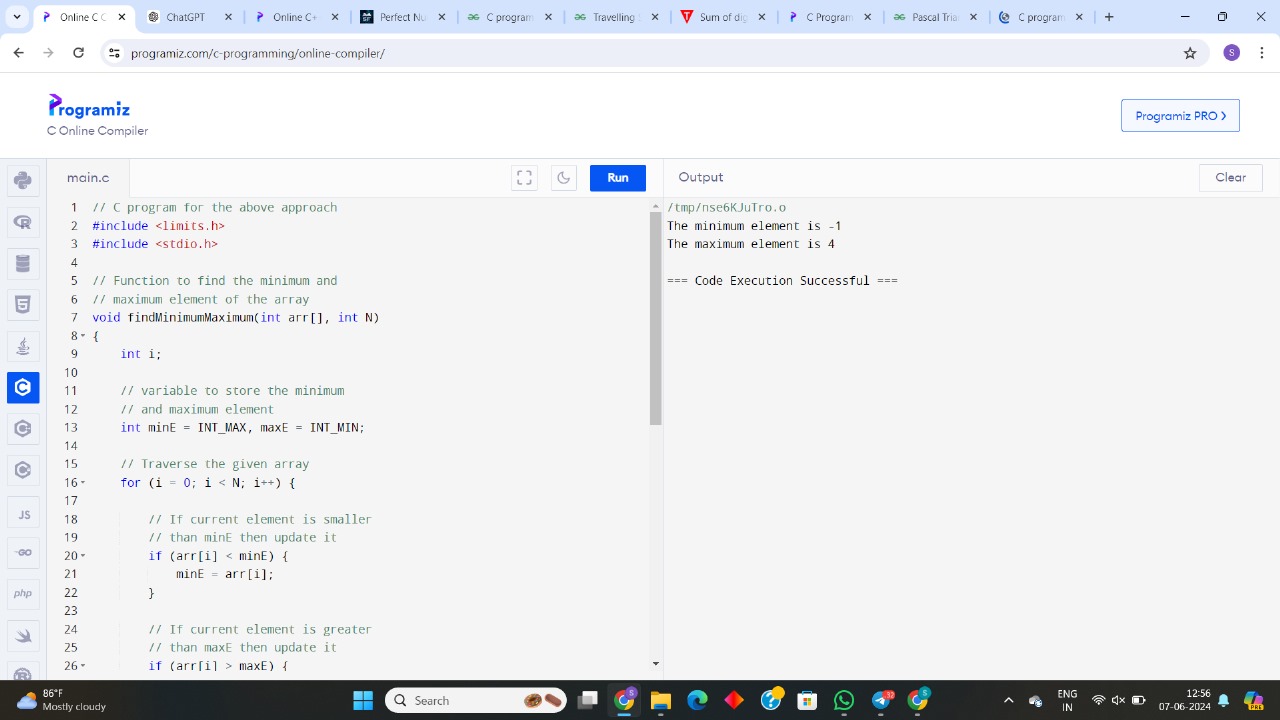 Online C C
ChatGPT
Online C+
Perfect Nu
C program
Travelling
Sum of dig
C Program
Pascal Tria
C program
programiz.com/c-programming/online-compiler/
S
Programiz
C Online Compiler
Programiz PRO
main.c
Run
Output
Clear
1 // C program for the above approach
2 #include <limits.h>
3 #include <stdio.h>
4
5 // Function to find the minimum and
6 // maximum element of the array
7 void findMinimumMaximum(int arr[], int N)
8 {
9 int i;
10
11 // variable to store the minimum
12 // and maximum element
13 int minE = INT_MAX, maxE = INT_MIN;
14
15 // Traverse the given array
16 for (i = 0; i < N; i++) {
17
18 // If current element is smaller
19 // than minE then update it
20 if (arr[i] < minE) {
21 minE = arr[i];
22 }
23
24 // If current element is greater
25 // than maxE then update it
26 if (arr[i] > maxE) {
/tmp/nse6KJuTro.o
The minimum element is -1
The maximum element is 4
=== Code Execution Successful ===
JS
GO
php
86°F
Mostly cloudy
Search
32
ENG
IN
12:56
07-06-2024